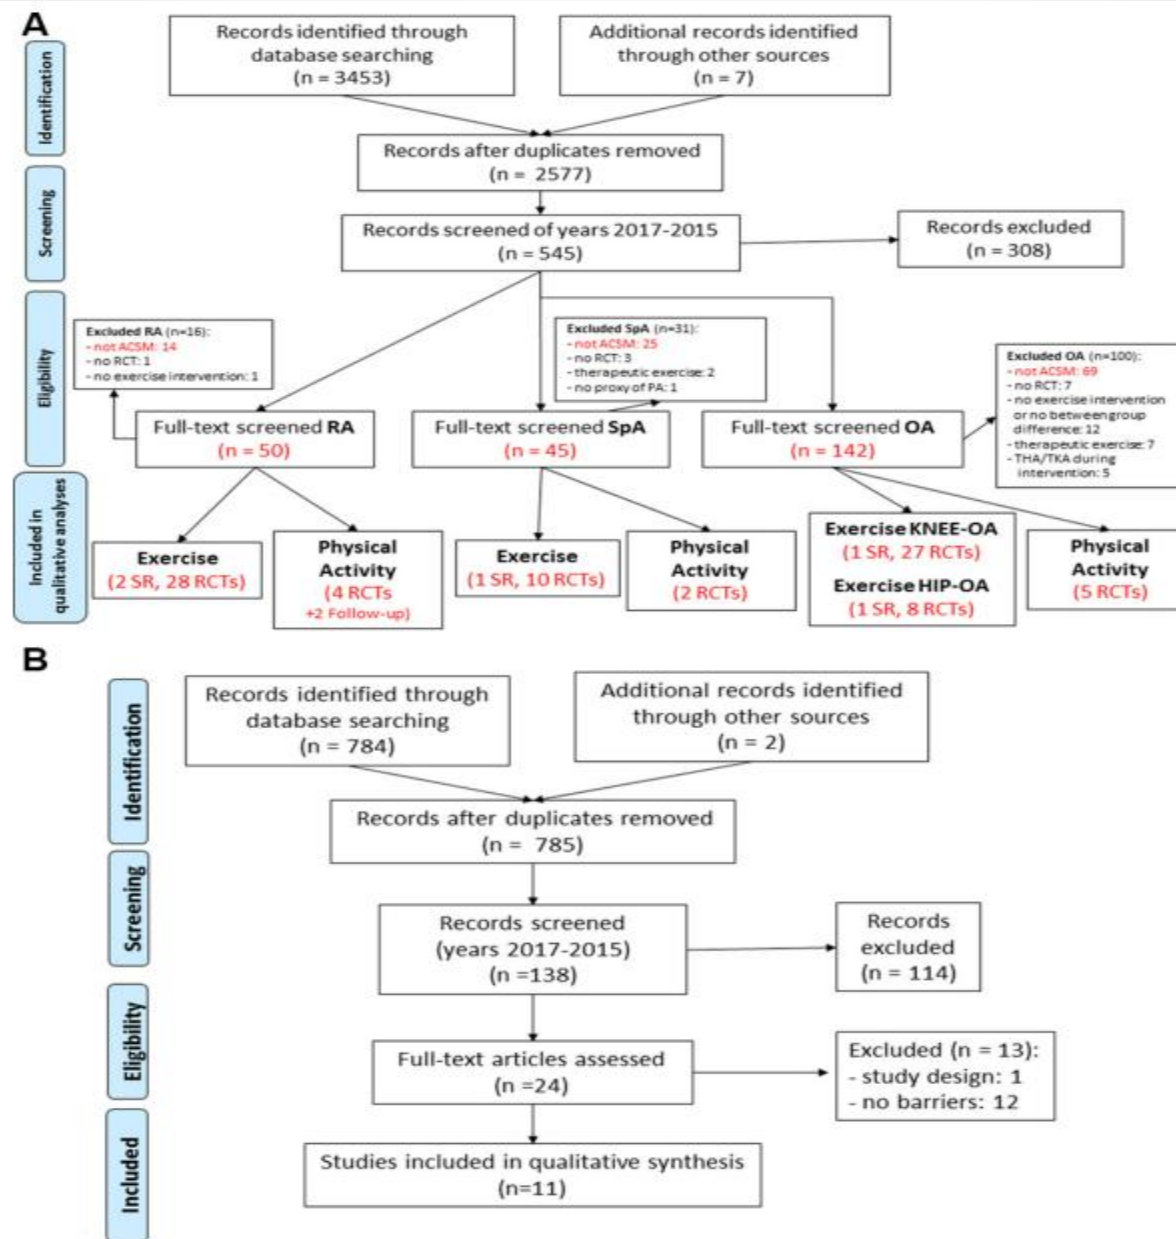 A
Identification
Records identified through
database searching
(n = 3453)
Additional records identified
through other sources
(n = 7)
Records after duplicates removed
(n = 2577)
Screening
Records screened of years 2017-2015
(n = 545)
Records excluded
(n = 308)
Eligibility
Excluded RA (n=16):
- not ACSM: 14
- no RCT: 1
- no exercise intervention: 1
Excluded SpA (n=31):
- not ACSM: 25
- no RCT: 3
- therapeutic exercise: 2
- no proxy of PA: 1
Excluded OA (n=100):
- not ACSM: 69
- no RCT: 7
- no exercise intervention
or no between group
difference: 12
- therapeutic exercise: 7
- THA/TKA during
intervention: 5
Full-text screened RA
(n = 50)
Full-text screened SpA
(n = 45)
Full-text screened OA
(n = 142)
Included in
qualitative analyses
Exercise
(2 SR, 28 RCTs)
Physical
Activity
(4 RCTs
+2 Follow-up)
Exercise
(1 SR, 10 RCTs)
Physical
Activity
(2 RCTs)
Exercise KNEE-OA
(1 SR, 27 RCTs)
Exercise HIP-OA
(1 SR, 8 RCTs)
Physical
Activity
(5 RCTs)
B
Identification
Records identified through
database searching
(n = 784)
Additional records identified
through other sources
(n = 2)
Records after duplicates removed
(n = 785)
Screening
Records screened
(years 2017-2015)
(n =138)
Records
excluded
(n = 114)
Eligibility
Full-text articles assessed
(n =24)
Excluded (n = 13):
- study design: 1
- no barriers: 12
Included
Studies included in qualitative synthesis
(n=11)